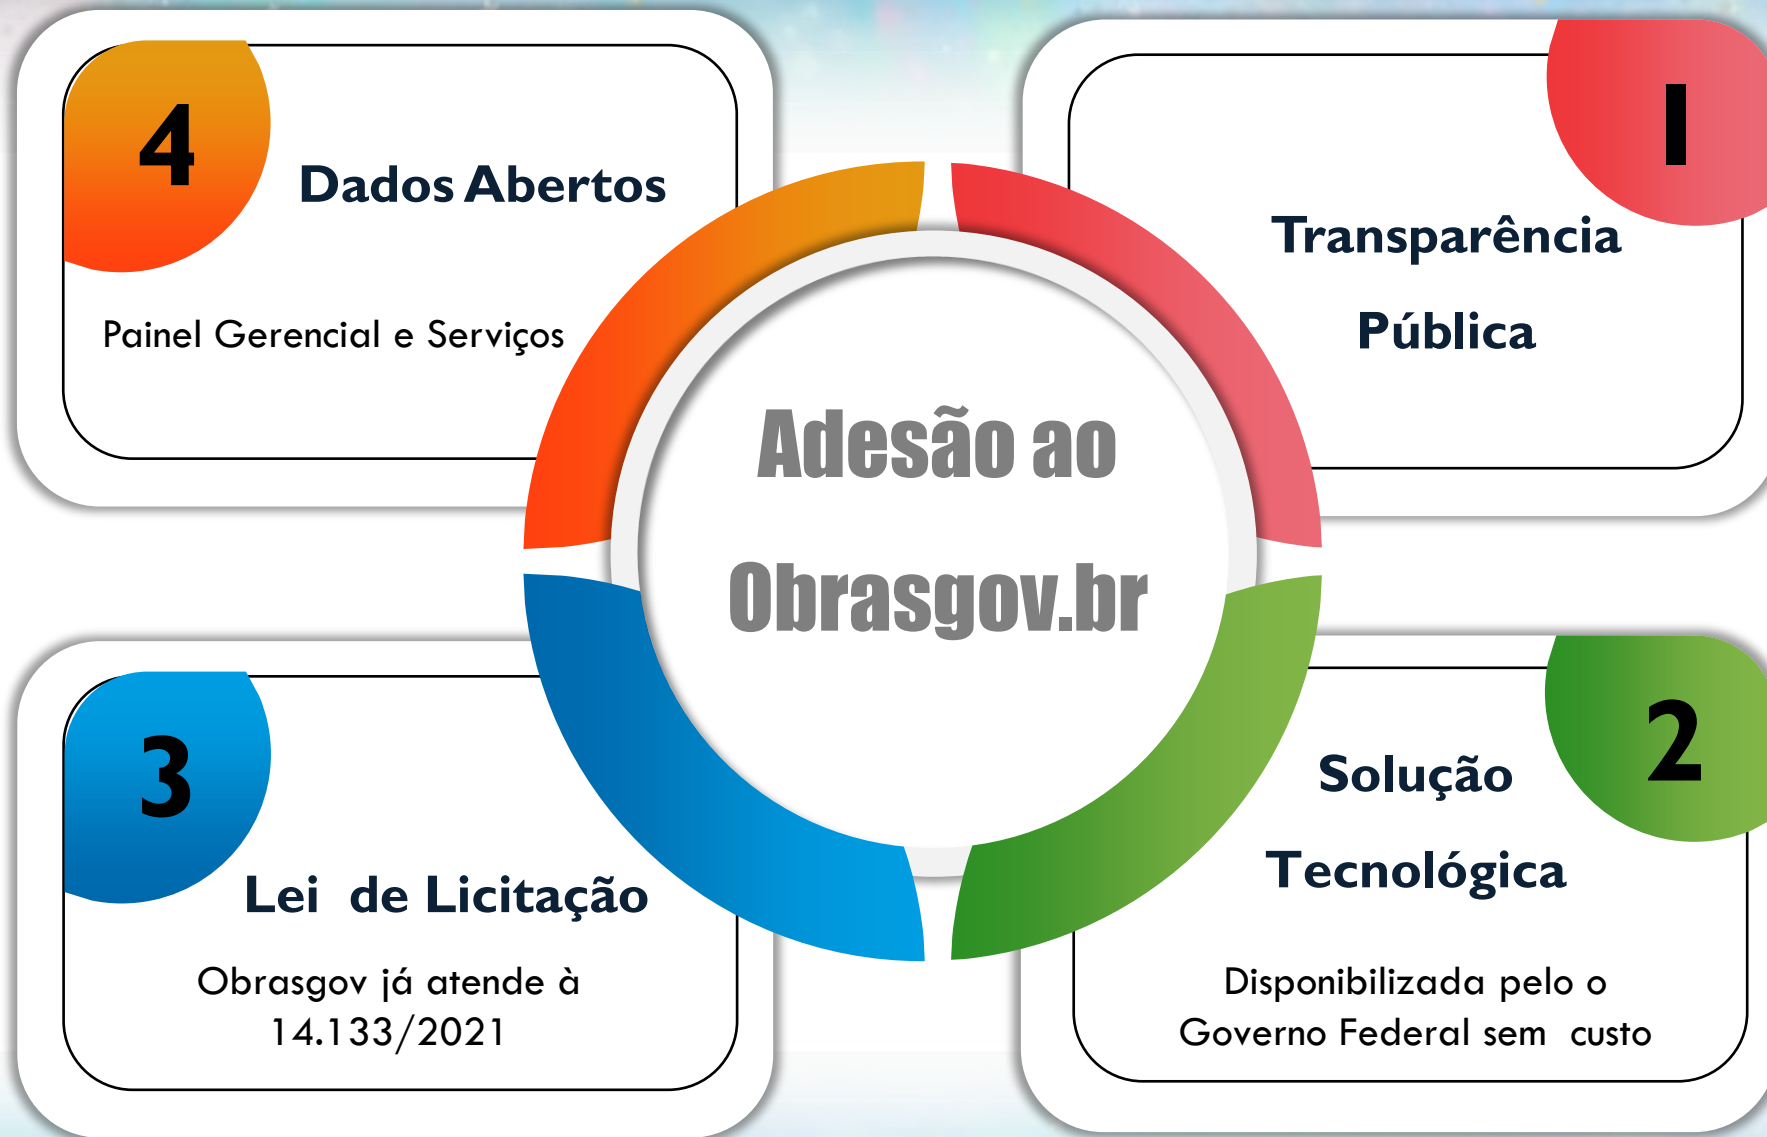 4
Dados Abertos
Painel Gerencial e Serviços
1
Transparência
Pública
Adesão ao
Obrasgov.br
3
Lei  de Licitação
Obrasgov já atende à
14.133/2021
2
Solução
Tecnológica
Disponibilizada pelo o
Governo Federal sem  custo